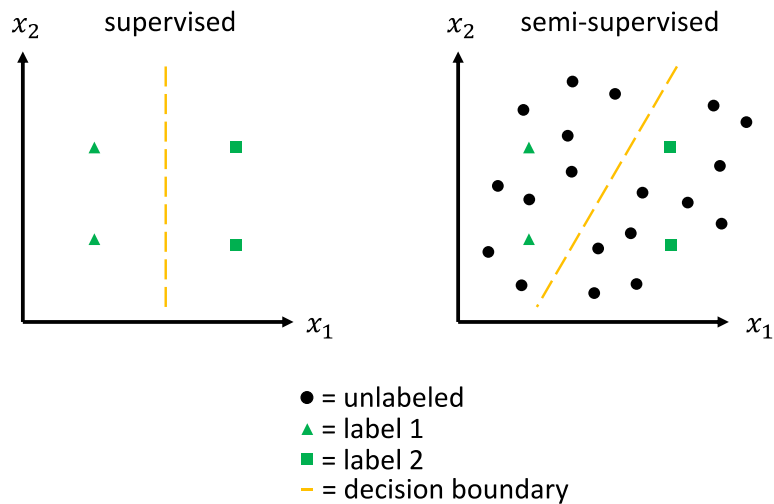 supervised
x₂
x₁
semi-supervised
x₂
x₁
= unlabeled
= label 1
= label 2
= decision boundary